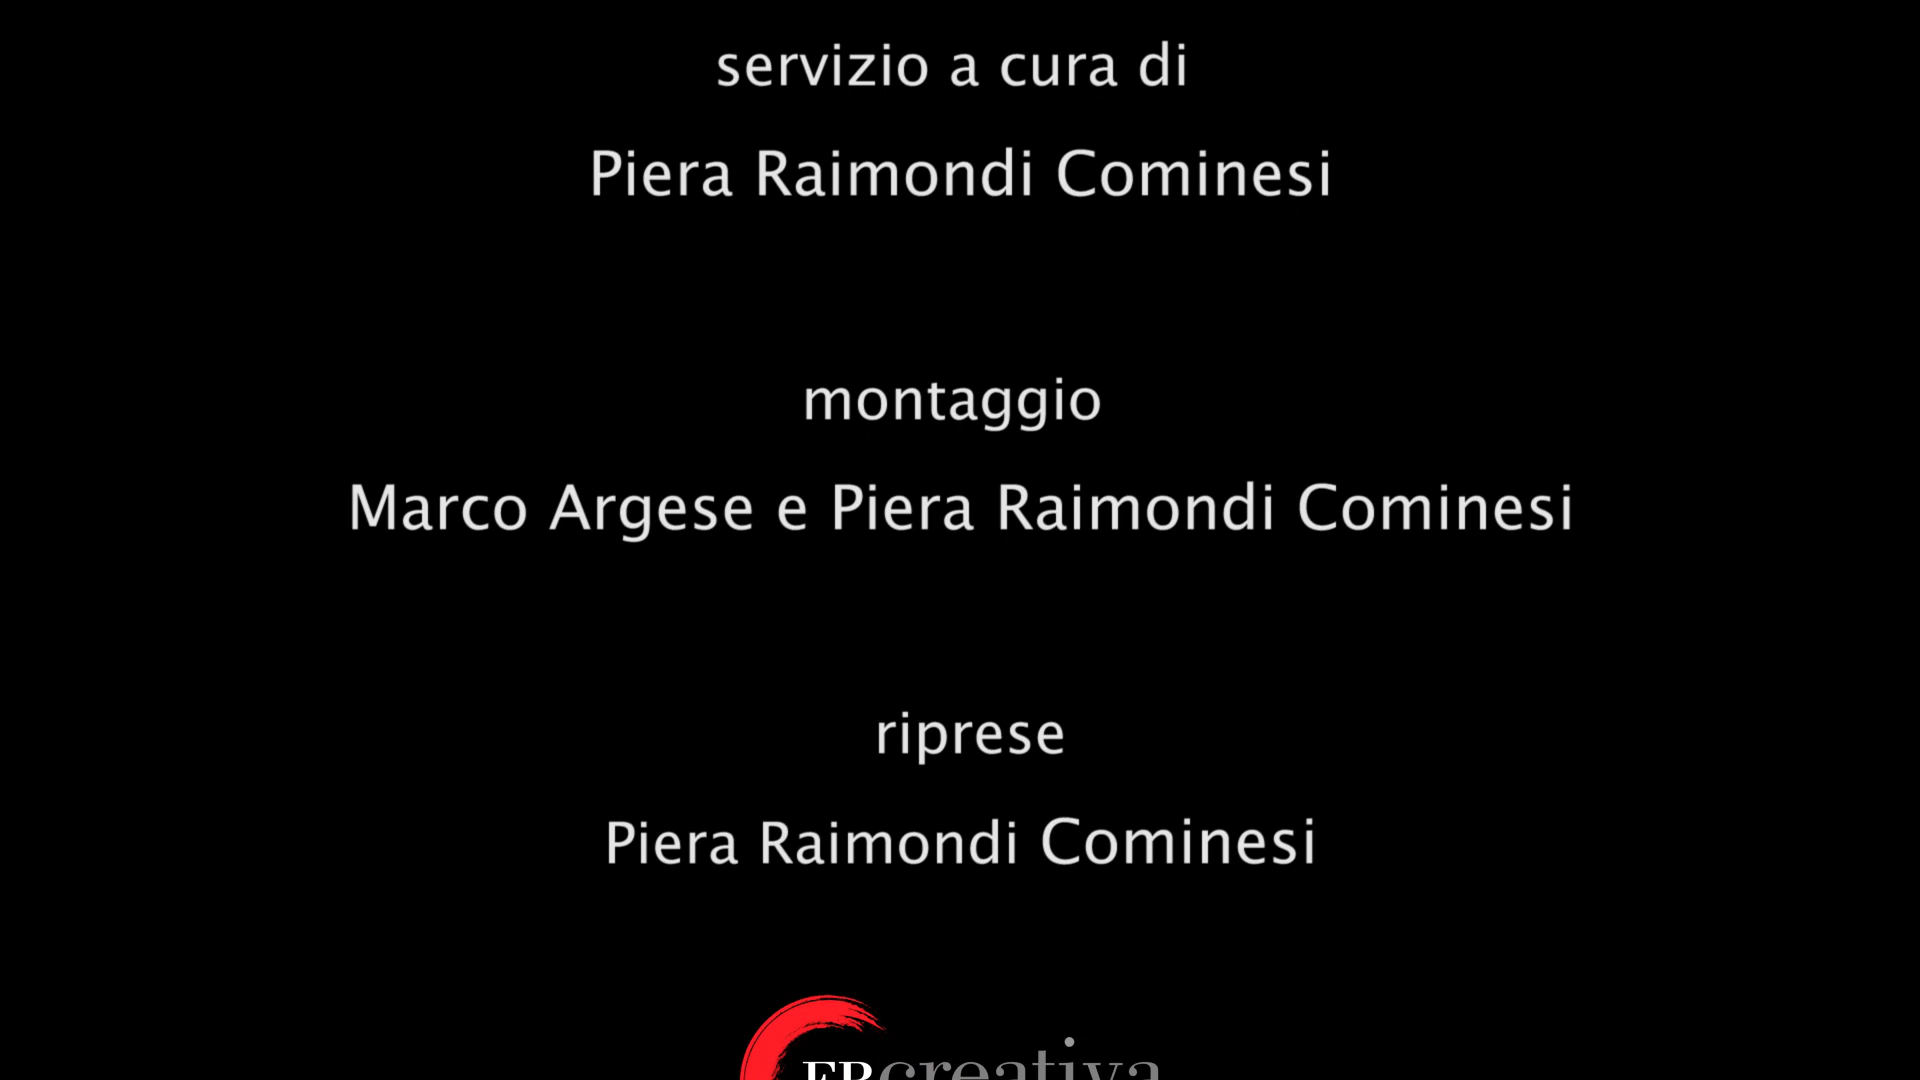 servizio a cura di
Piera Raimondi Cominesi
montaggio
Marco Argese e Piera Raimondi Cominesi
riprese
Piera Raimondi Cominesi